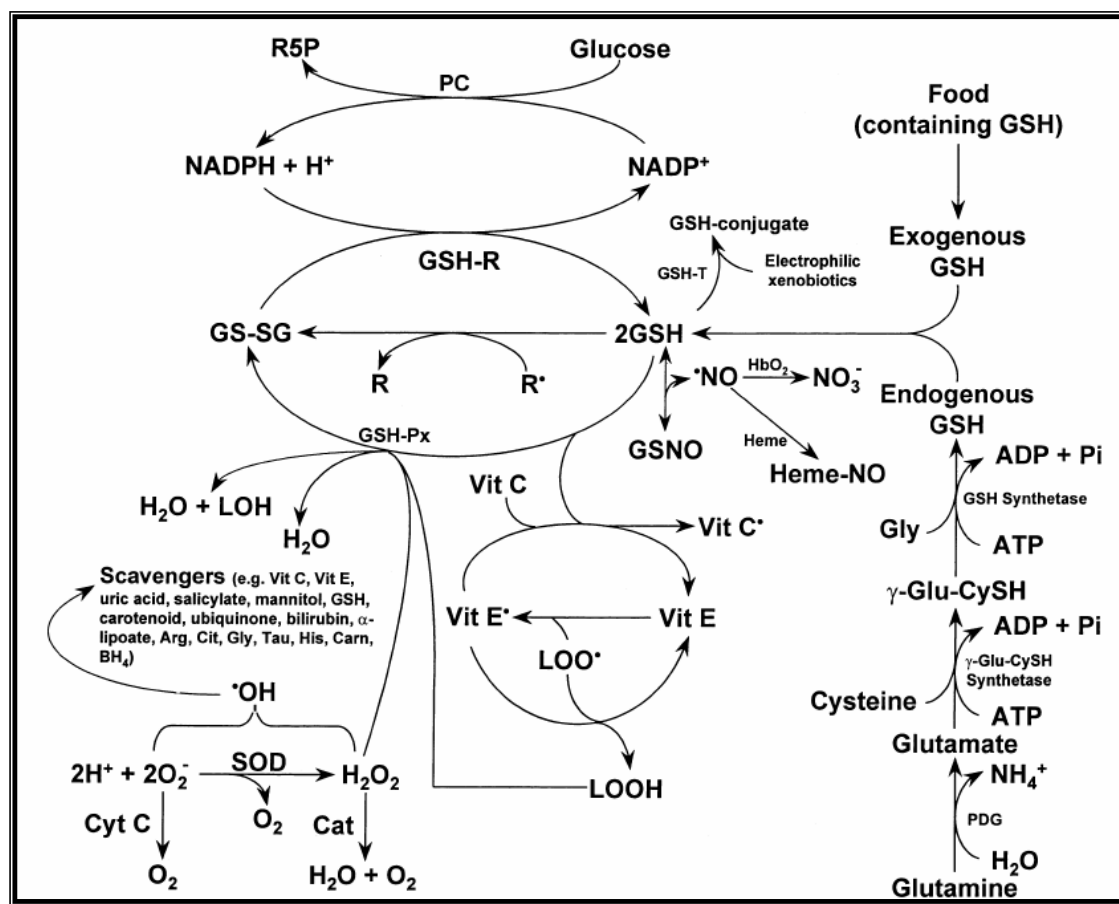 R5P
Glucose
PC
NADPH + H⁺
NADP⁺
Food
(containing GSH)
GSH-R
GSH-conjugate
GSH-T
Electrophilic
xenobiotics
Exogenous
GSH
GS-SG
2GSH
R
R•
•NO
HbO₂
NO₃⁻
GSNO
Heme
Heme-NO
Endogenous
GSH
GSH-Px
H₂O + LOH
H₂O
Vit C
Vit C•
ADP + Pi
GSH Synthetase
Gly
ATP
γ-Glu-CySH
Scavengers (e.g. Vit C, Vit E,
uric acid, salicylate, mannitol, GSH,
carotenoid, ubiquinone, bilirubin, α-
lipoate, Arg, Cit, Gly, Tau, His, Carn,
BH₄)
Vit E•
Vit E
LOO•
LOOH
ADP + Pi
γ-Glu-CySH
Synthetase
Cysteine
ATP
Glutamate
•OH
2H⁺ + 2O₂⁻
SOD
H₂O₂
O₂
Cyt C
Cat
O₂
H₂O + O₂
NH₄⁺
PDG
H₂O
Glutamine